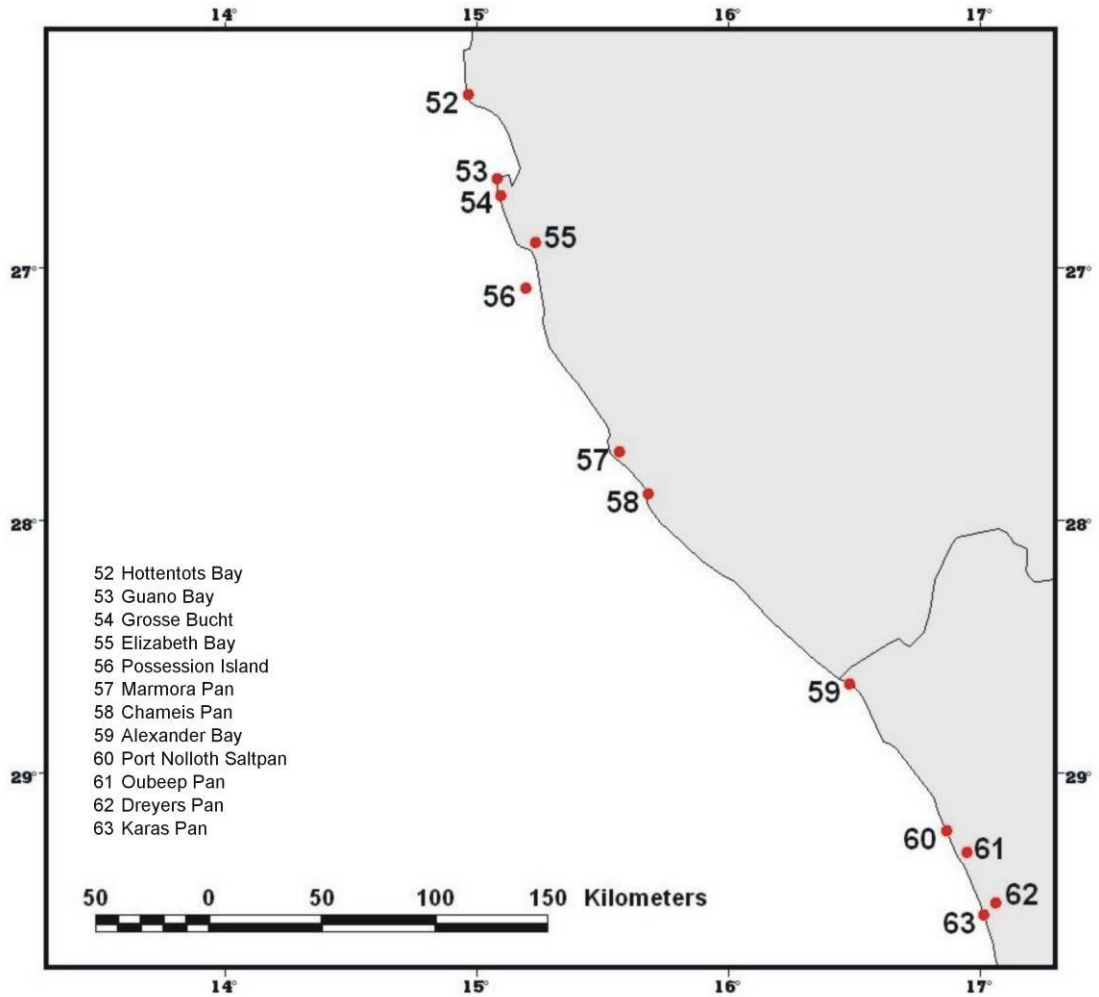 14° 15° 16° 17°
52
53
54
55
27° 27°
56
57
58
28° 28°
52 Hottentots Bay
53 Guano Bay
54 Grosse Bucht
55 Elizabeth Bay
56 Possession Island
57 Marmora Pan
58 Chameis Pan
59 Alexander Bay
60 Port Nolloth Saltpan
61 Oubeep Pan
62 Dreyers Pan
63 Karas Pan
59
29° 29°
60
61
62
63
50 0 50 100 150 Kilometers
14° 15° 16° 17°